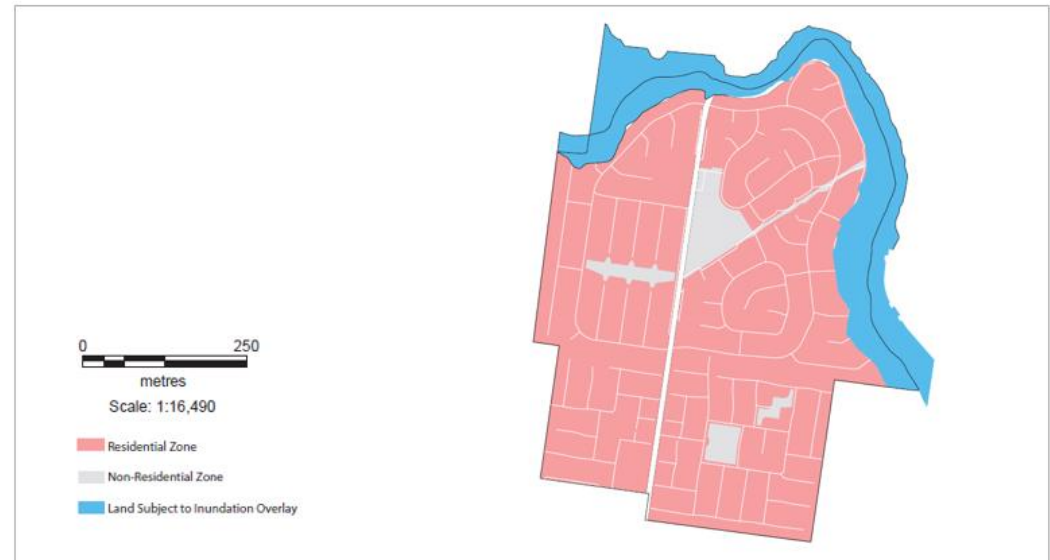 0 250
metres
Scale: 1:16,490
Residential Zone
Non-Residential Zone
Land Subject to Inundation Overlay